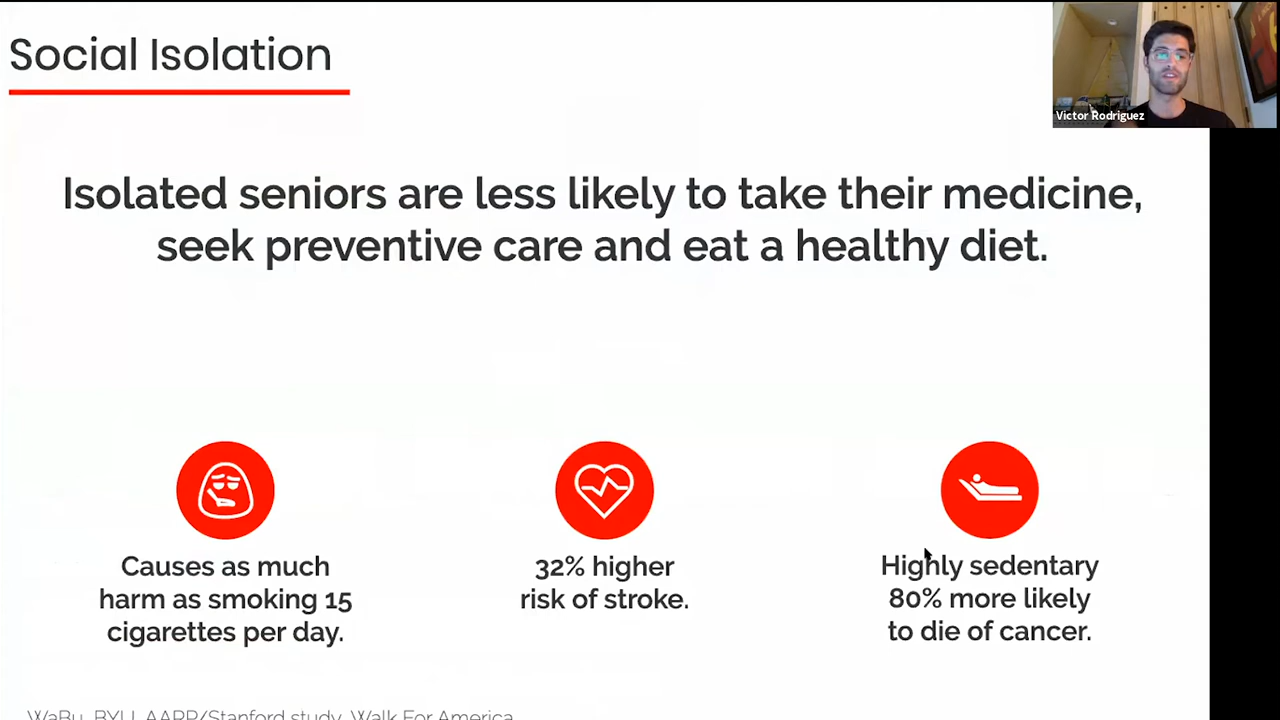 Social Isolation
Victor Rodriguez
Isolated seniors are less likely to take their medicine,
seek preventive care and eat a healthy diet.
Causes as much
harm as smoking 15
cigarettes per day.
32% higher
risk of stroke.
Highly sedentary
80% more likely
to die of cancer.
AARP/Stanford study, Walk For America